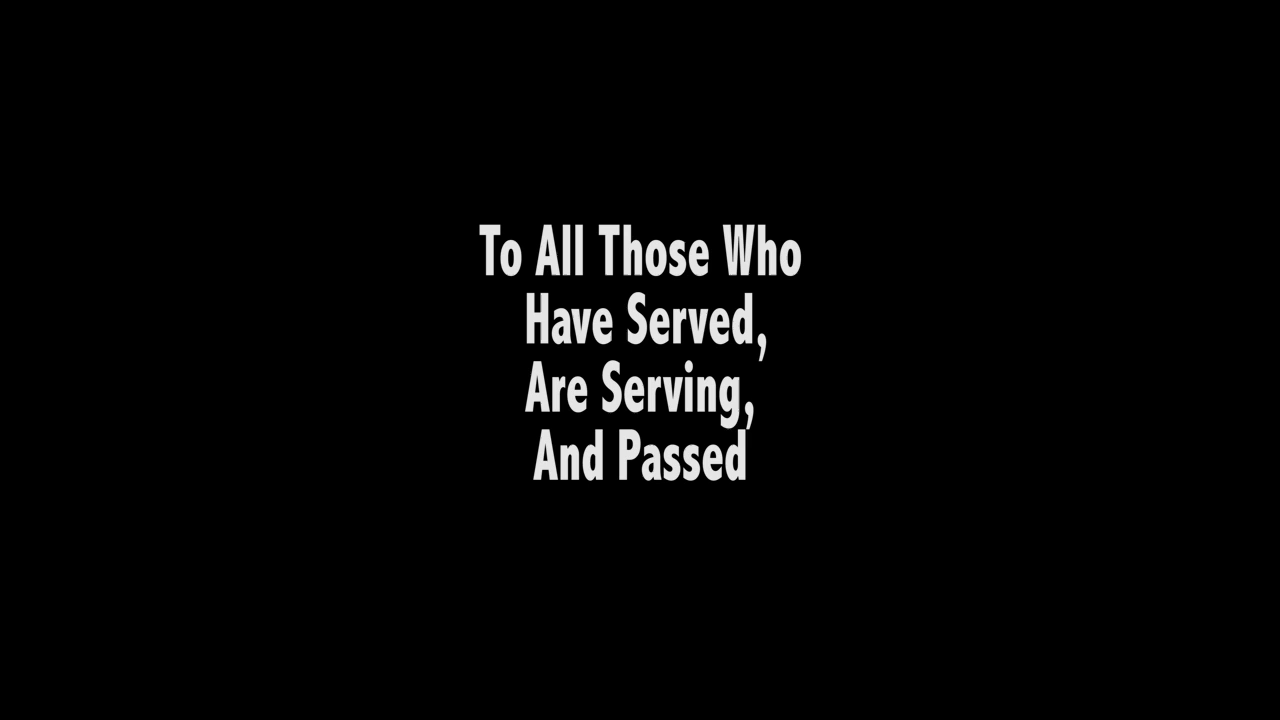 To All Those Who
Have Served,
Are Serving,
And Passed